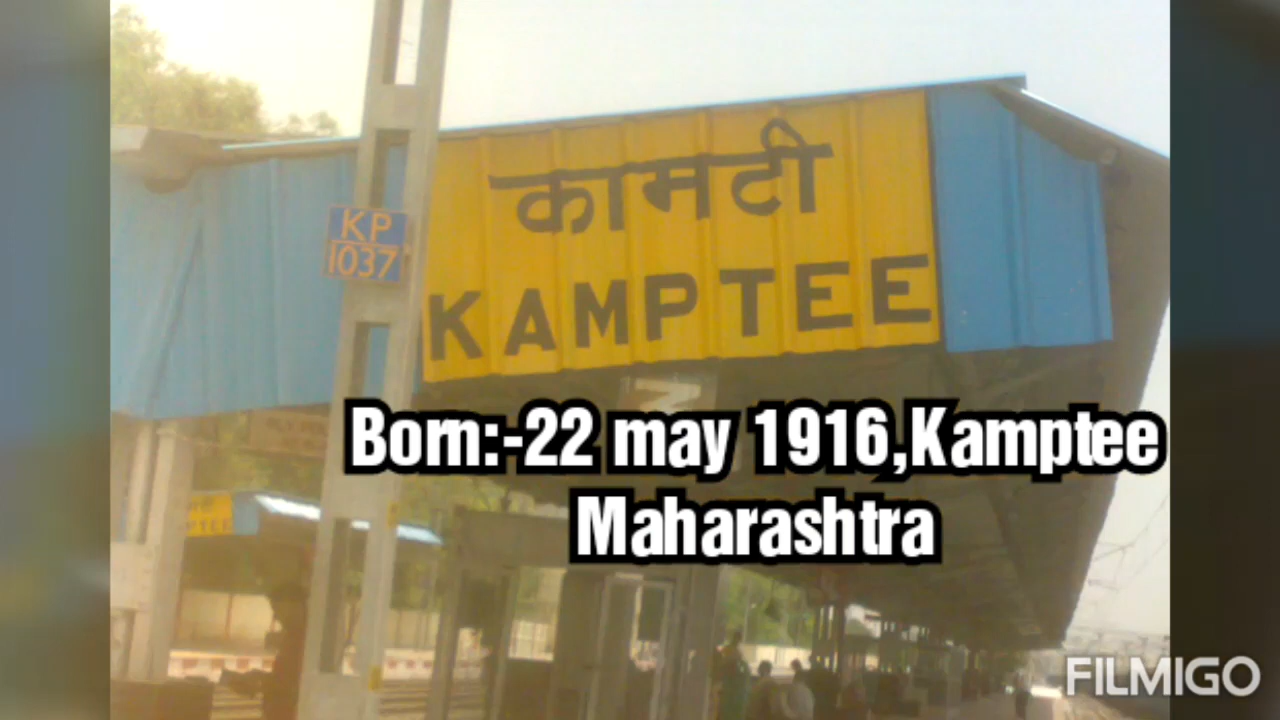 कामटी
KAMPTEE
KP
1037
Born:-22 may 1916,Kamptee
Maharashtra
FILMIGO